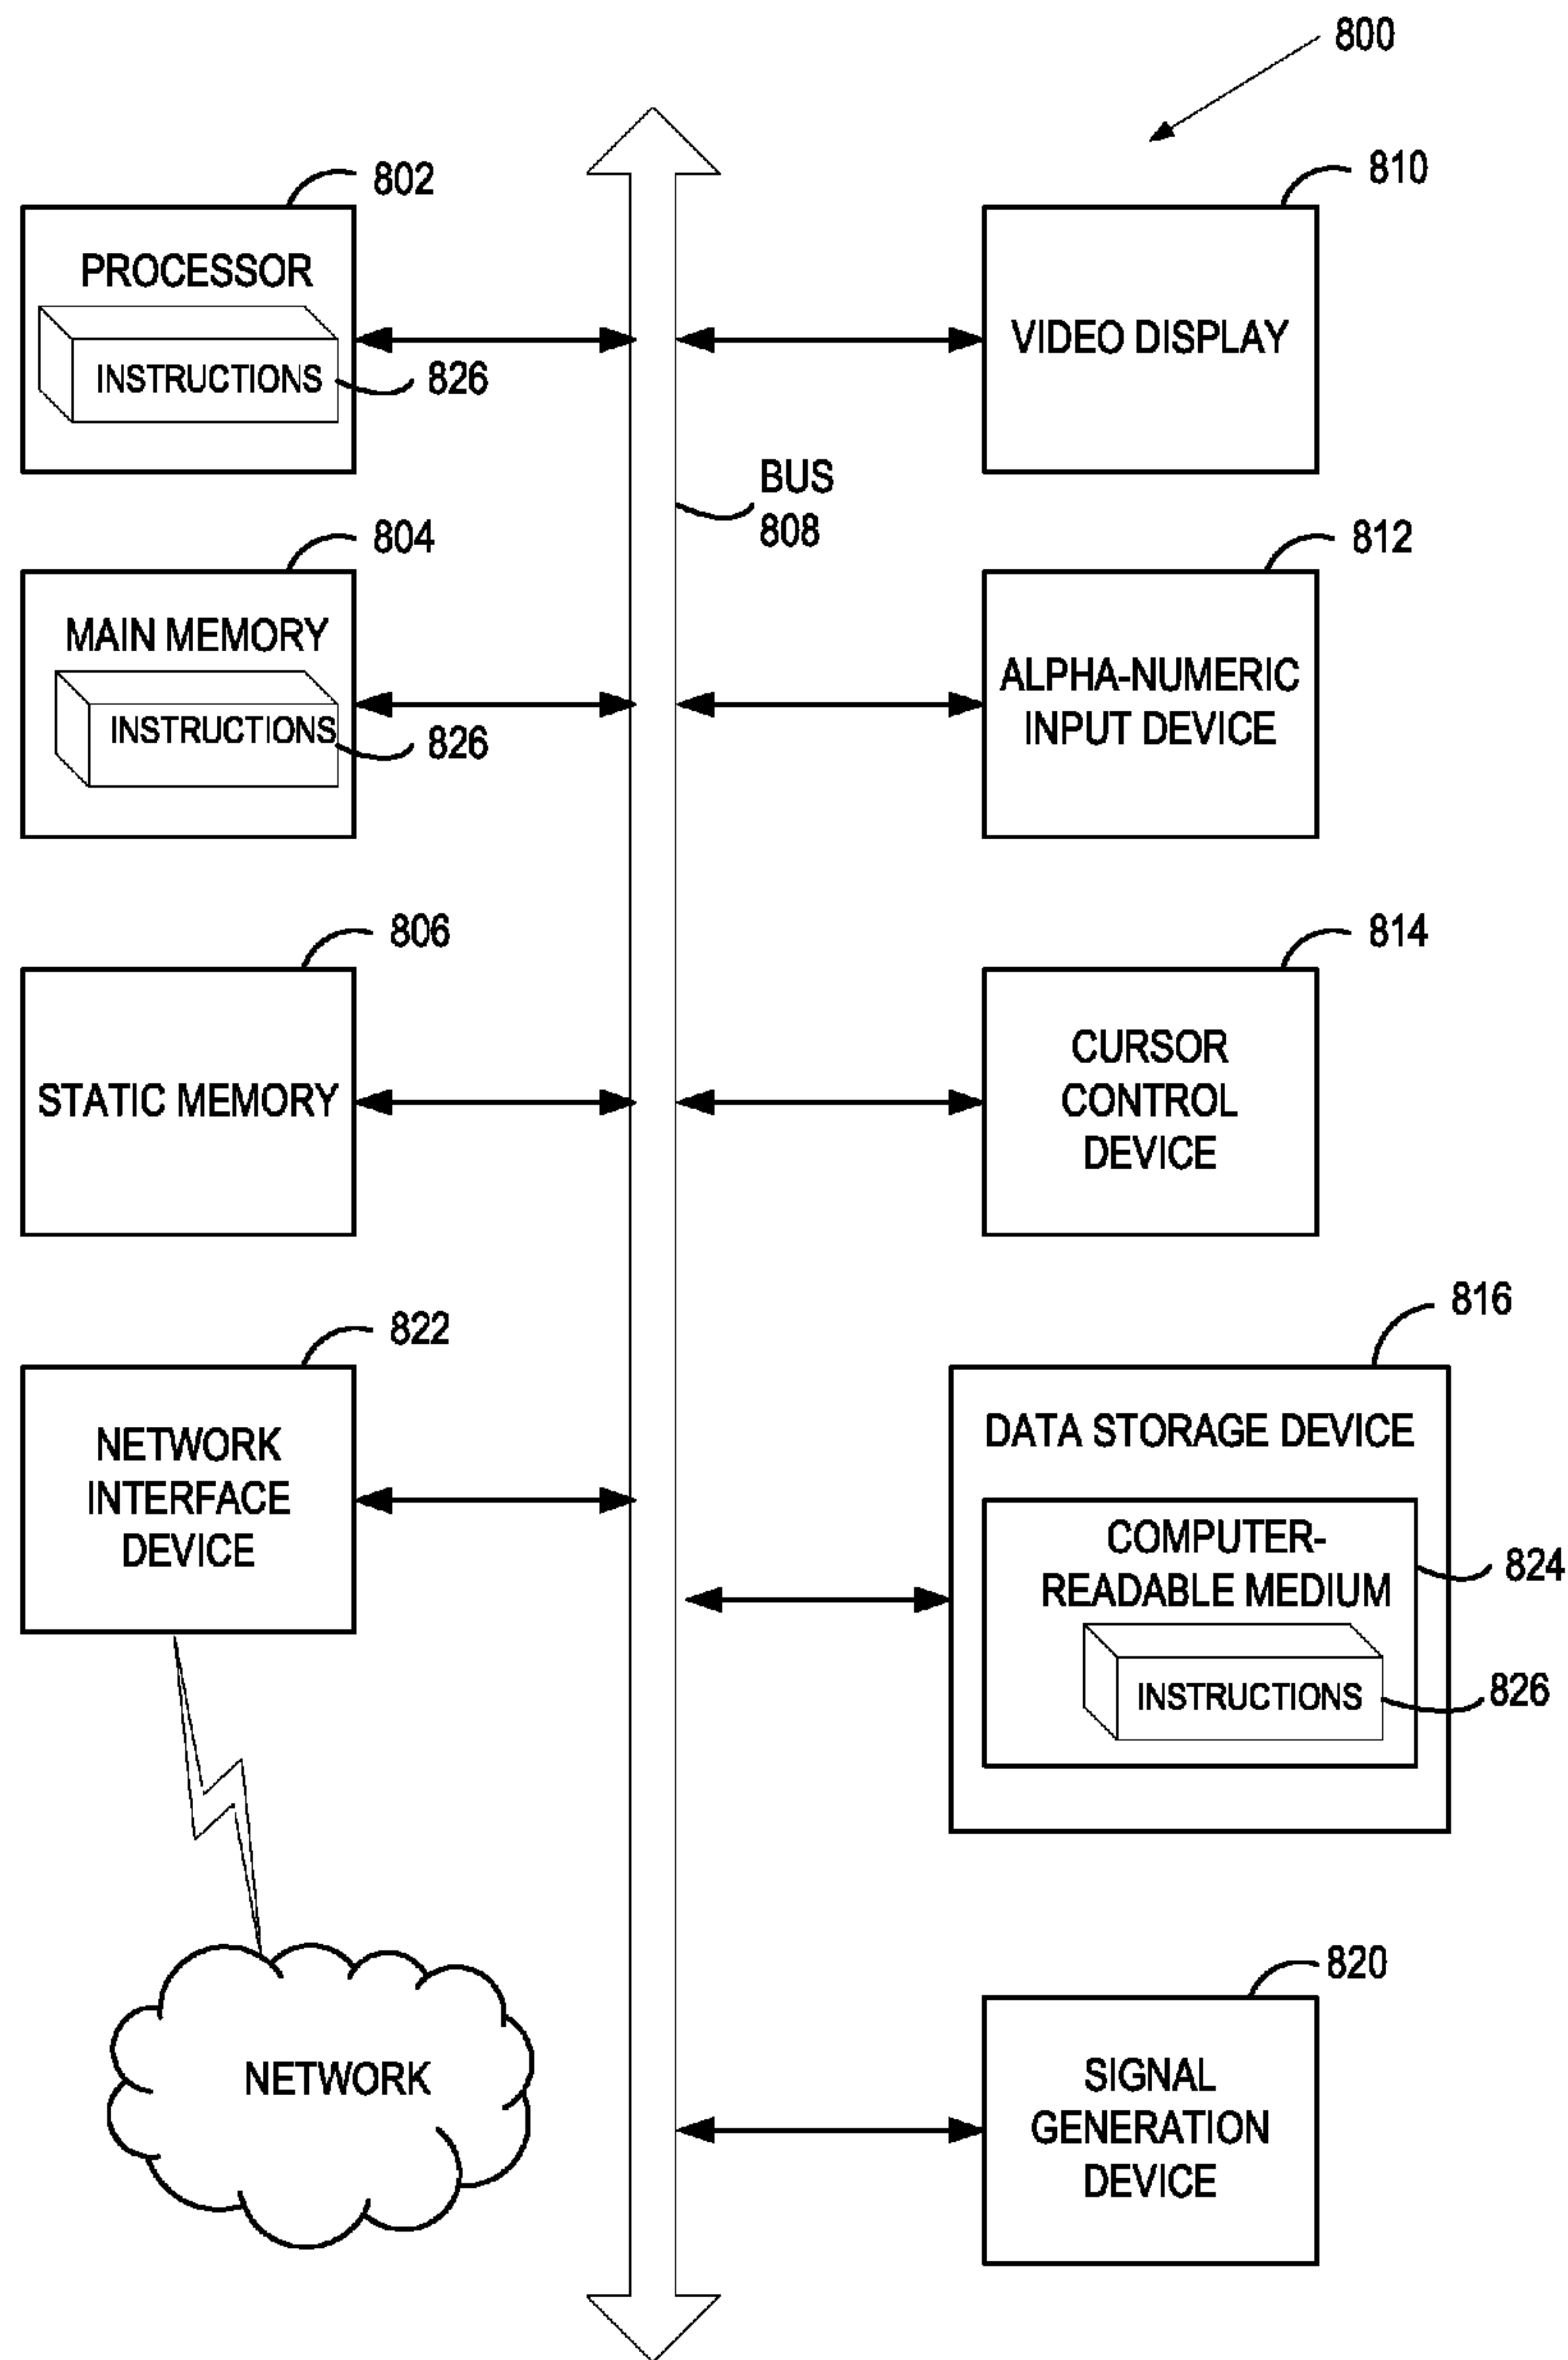 800
802
PROCESSOR
INSTRUCTIONS
826
810
VIDEO DISPLAY
BUS
808
804
MAIN MEMORY
INSTRUCTIONS
826
812
ALPHA-NUMERIC
INPUT DEVICE
806
STATIC MEMORY
814
CURSOR
CONTROL
DEVICE
822
NETWORK
INTERFACE
DEVICE
816
DATA STORAGE DEVICE
COMPUTER-
READABLE MEDIUM
824
INSTRUCTIONS
826
NETWORK
820
SIGNAL
GENERATION
DEVICE